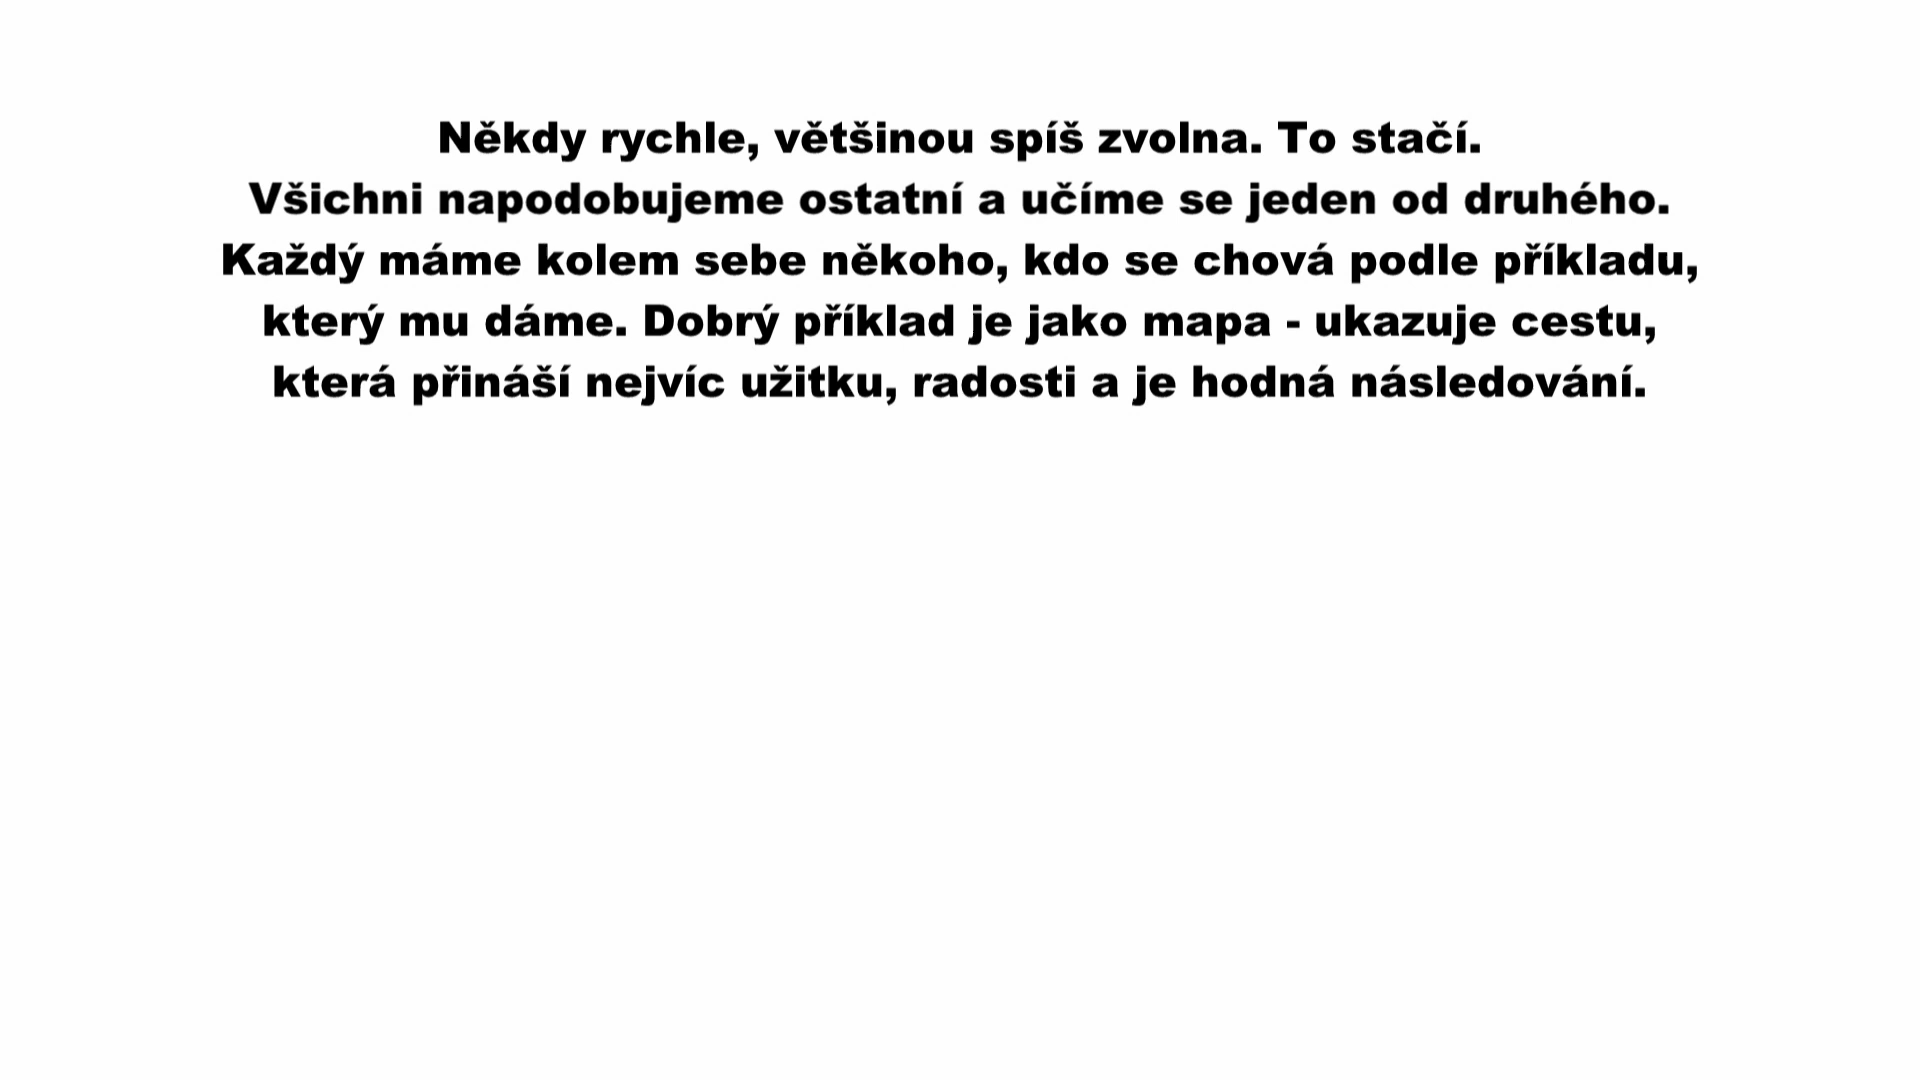 Někdy rychle, většinou spíš zvolna. To stačí.
Všichni napodobujeme ostatní a učíme se jeden od druhého.
Každý máme kolem sebe někoho, kdo se chová podle příkladu,
který mu dáme. Dobrý příklad je jako mapa - ukazuje cestu,
která přináší nejvíc užitku, radosti a je hodná následování.